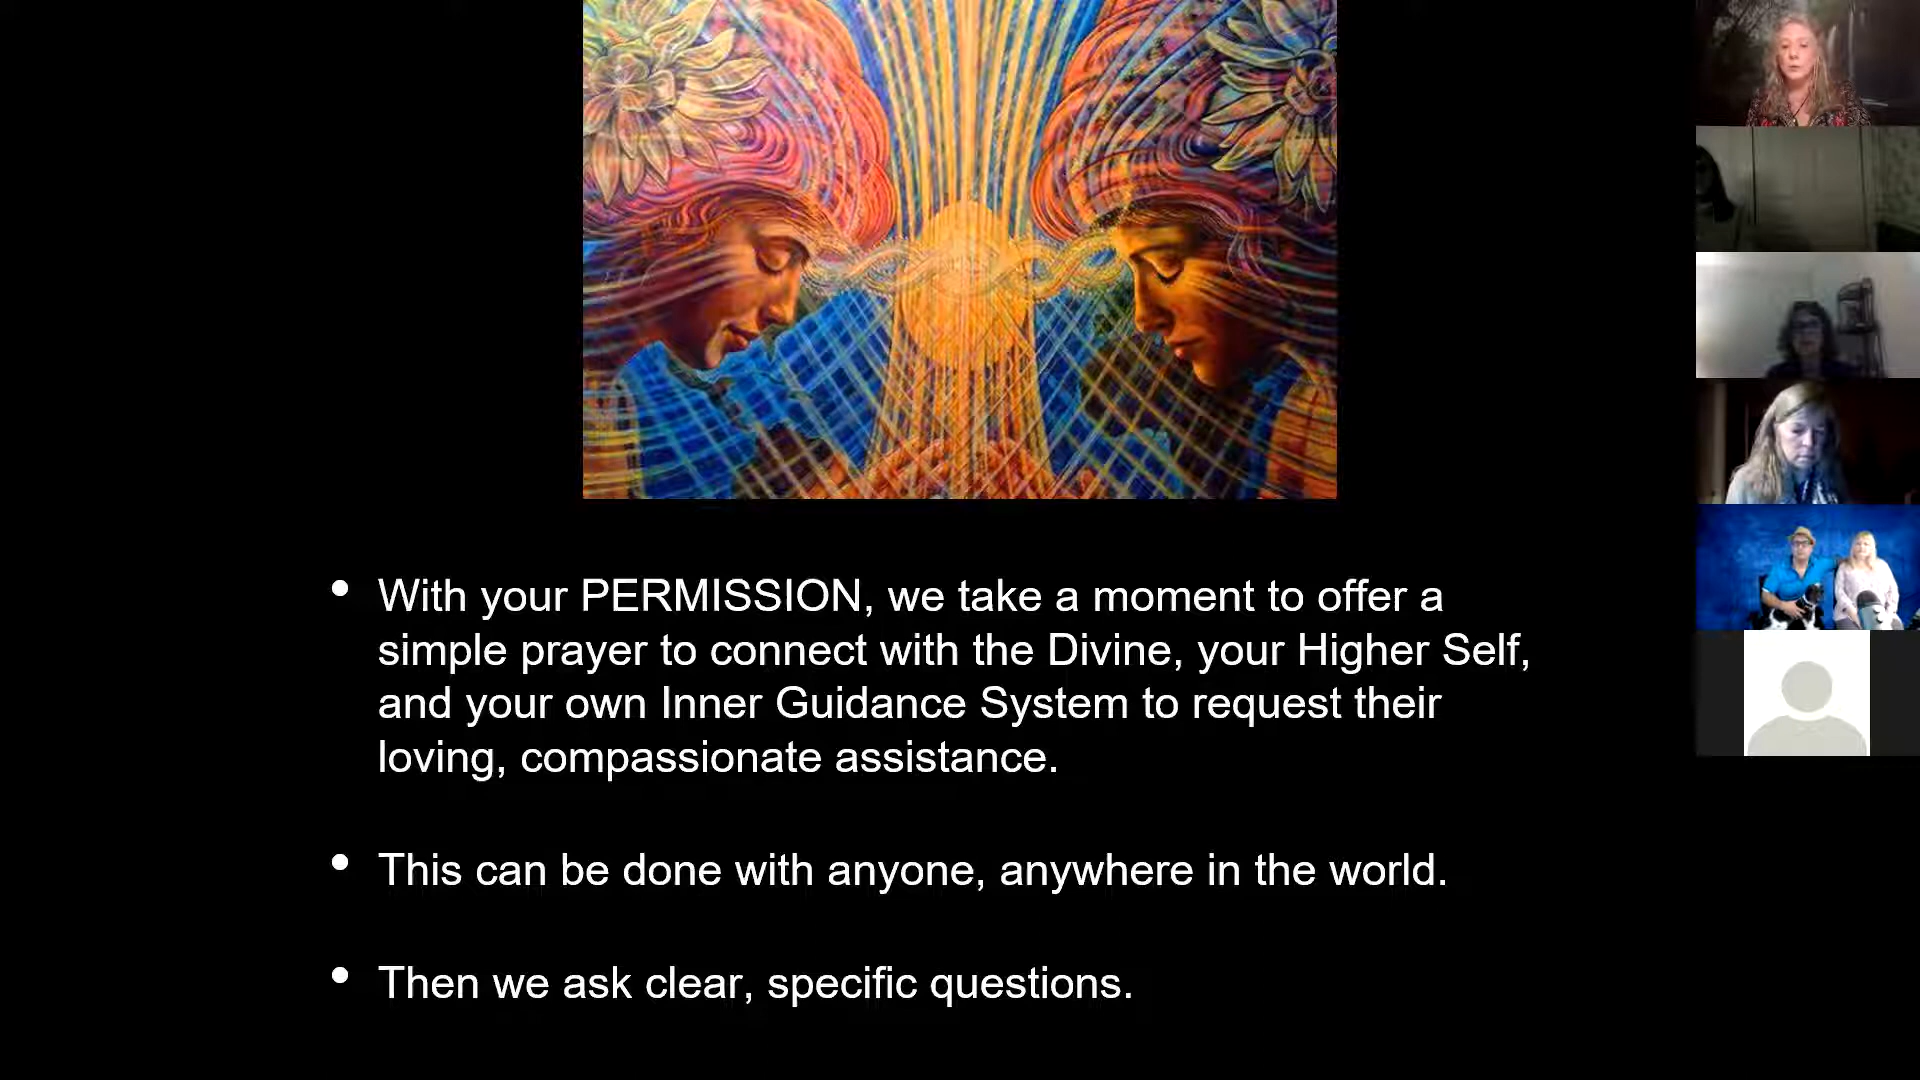 • With your PERMISSION, we take a moment to offer a
simple prayer to connect with the Divine, your Higher Self,
and your own Inner Guidance System to request their
loving, compassionate assistance.
• This can be done with anyone, anywhere in the world.
• Then we ask clear, specific questions.